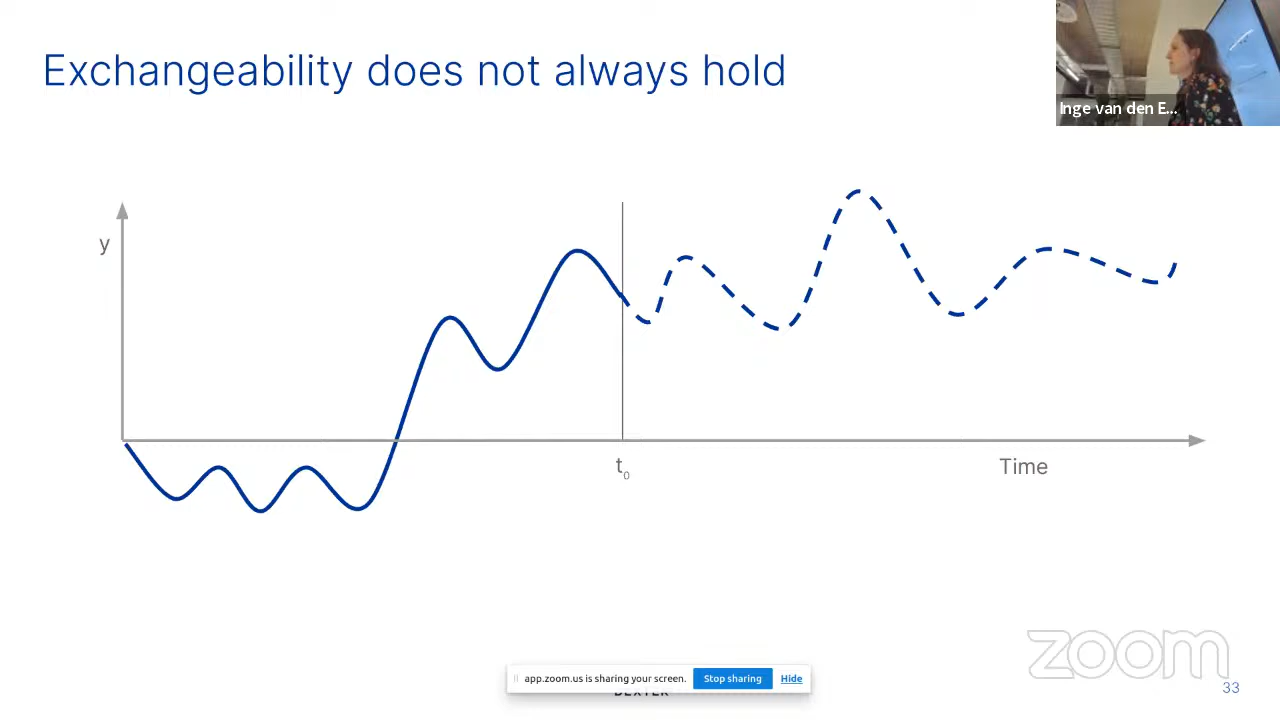 Exchangeability does not always hold
Inge van den E...
y
t0
Time
zoom
app.zoom.us is sharing your screen. Stop sharing Hide
DEXTER
33